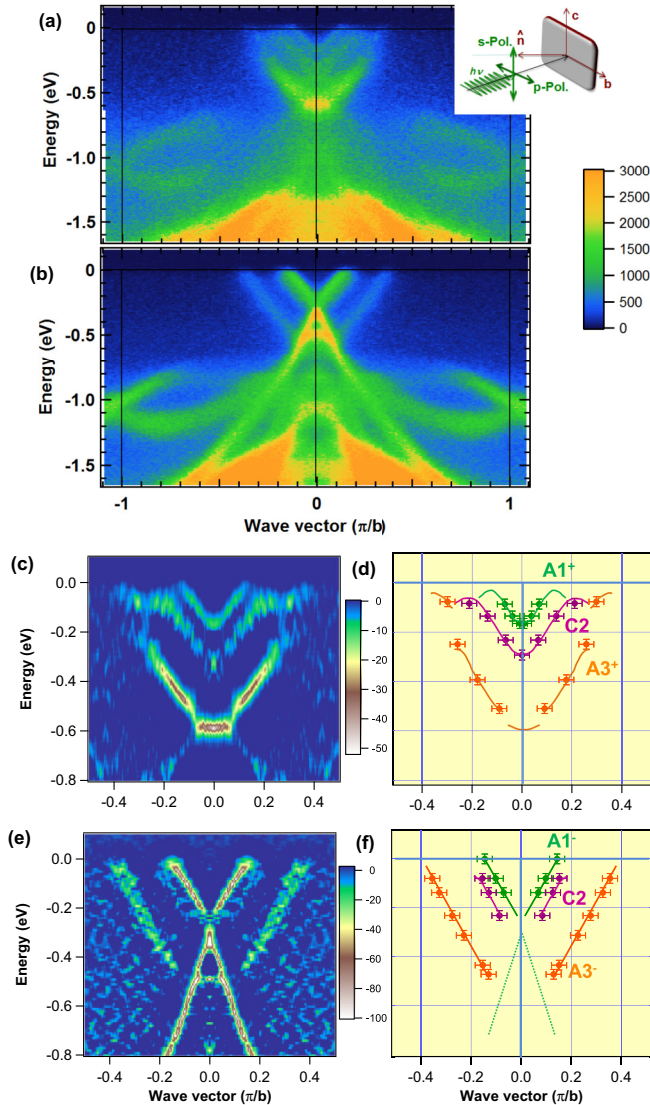 (a)
Energy (eV)
0
-0.5
-1.0
-1.5
s-Pol.
n̂
c
hν
p-Pol.
b
3000
2500
2000
1500
1000
500
0
(b)
Energy (eV)
0
-0.5
-1.0
-1.5
-1
0
1
Wave vector (π/b)
(c)
Energy (eV)
0.0
-0.2
-0.4
-0.6
-0.8
-0.4 -0.2 0.0 0.2 0.4
0
-10
-20
-30
-40
-50
(d)
A1⁺
C2
A3⁺
-0.4 -0.2 0.0 0.2 0.4
(e)
Energy (eV)
0.0
-0.2
-0.4
-0.6
-0.8
-0.4 -0.2 0.0 0.2 0.4
Wave vector (π/b)
0
-20
-40
-60
-80
-100
(f)
A1⁻
C2
A3⁻
-0.4 -0.2 0.0 0.2 0.4
Wave vector (π/b)